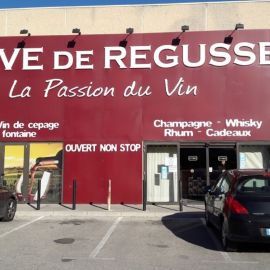 VE DE REGUSSE
La Passion du Vin
Vin de cepage
fontaine
Champagne - Whisky
Rhum - Cadeaux
OUVERT NON STOP